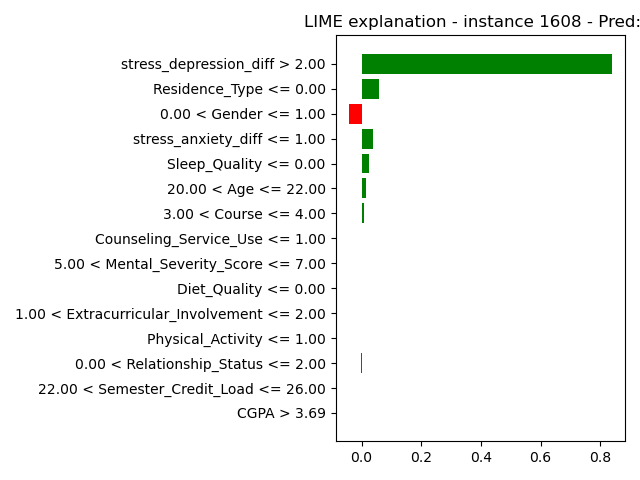 LIME explanation - instance 1608 - Pred:
stress_depression_diff > 2.00
Residence_Type <= 0.00
0.00 < Gender <= 1.00
stress_anxiety_diff <= 1.00
Sleep_Quality <= 0.00
20.00 < Age <= 22.00
3.00 < Course <= 4.00
Counseling_Service_Use <= 1.00
5.00 < Mental_Severity_Score <= 7.00
Diet_Quality <= 0.00
1.00 < Extracurricular_Involvement <= 2.00
Physical_Activity <= 1.00
0.00 < Relationship_Status <= 2.00
22.00 < Semester_Credit_Load <= 26.00
CGPA > 3.69
0.0 0.2 0.4 0.6 0.8